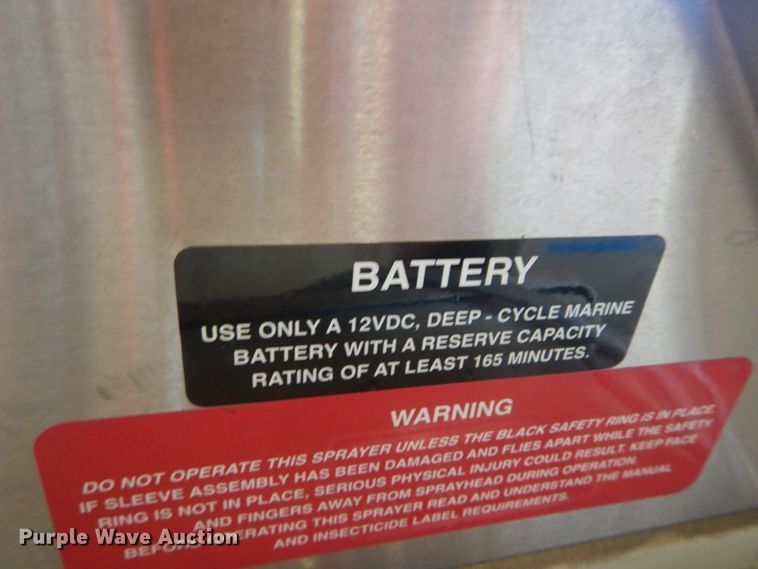 BATTERY
USE ONLY A 12VDC, DEEP - CYCLE MARINE
BATTERY WITH A RESERVE CAPACITY
RATING OF AT LEAST 165 MINUTES.
WARNING
DO NOT OPERATE THIS SPRAYER UNLESS THE BLACK SAFETY RING IS IN PLACE.
IF SLEEVE ASSEMBLY HAS BEEN DAMAGED AND FLIES APART WHILE THE SAFETY
RING IS NOT IN PLACE, SERIOUS PHYSICAL INJURY COULD RESULT. KEEP FACE
AND FINGERS AWAY FROM SPRAYHEAD DURING OPERATION.
BEFORE OPERATING THIS SPRAYER READ AND UNDERSTAND THE MANUAL
AND INSECTICIDE LABEL REQUIREMENTS.
Purple Wave Auction